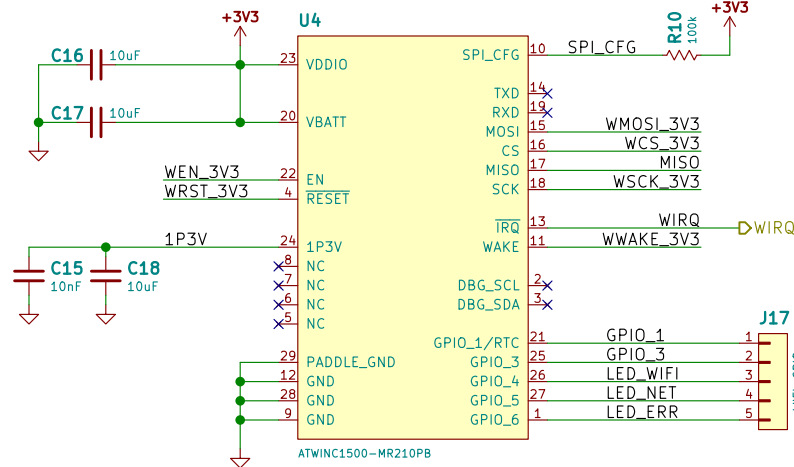 +3V3
U4
+3V3
C16 10uF
23 VDDIO
SPI_CFG 10 SPI_CFG
R10 100k
TXD 14
C17 10uF
20 VBATT
RXD 19
MOSI 15 WMOSI_3V3
CS 16 WCS_3V3
MISO 17 MISO
WEN_3V3 22 EN
SCK 18 WSCK_3V3
WRST_3V3 4 RESET
IRQ 13 WIRQ WIRQ
1P3V 24 1P3V
WAKE 11 WWAKE_3V3
C15 10nF
C18 10uF
8 NC
7 NC
DBG_SCL 2
6 NC
DBG_SDA 3
5 NC
J17
GPIO_1/RTC 21 GPIO_1 1
29 PADDLE_GND
GPIO_3 25 GPIO_3 2
12 GND
GPIO_4 26 LED_WIFI 3
28 GND
GPIO_5 27 LED_NET 4
9 GND
GPIO_6 1 LED_ERR 5
ATWINC1500-MR210PB